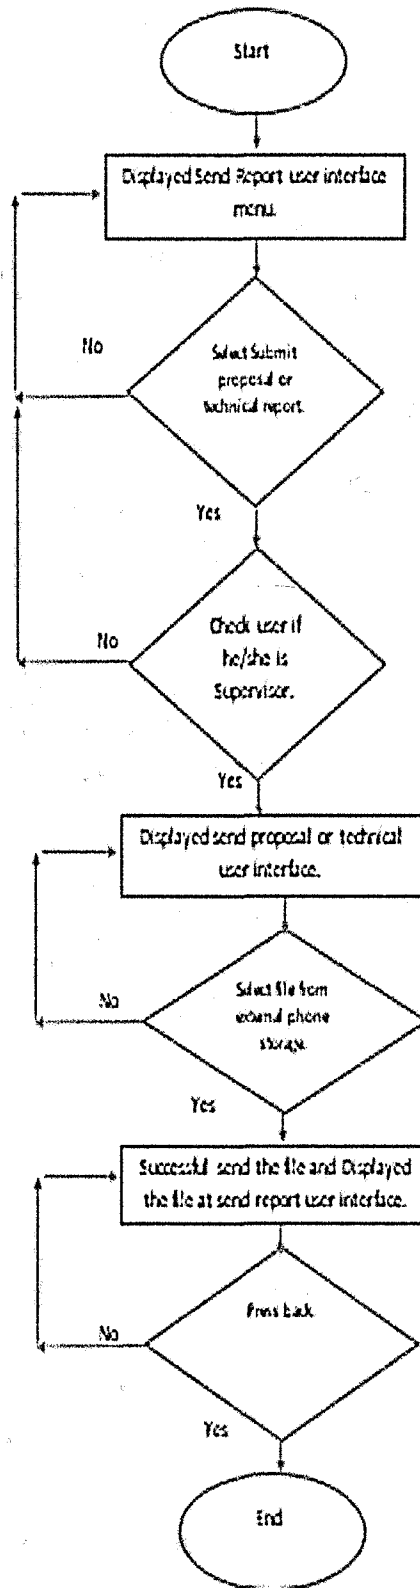 Start
Displayed Send Report user interface
menu.
No
Select Submit
proposal or
technical report.
Yes
No
Check user if
he/she is
Supervisor.
Yes
Displayed send proposal or technical
user interface.
No
Select file from
external phone
storage.
Yes
Successful send the file and Displayed
the file at send report user interface.
Press back
No
Yes
End